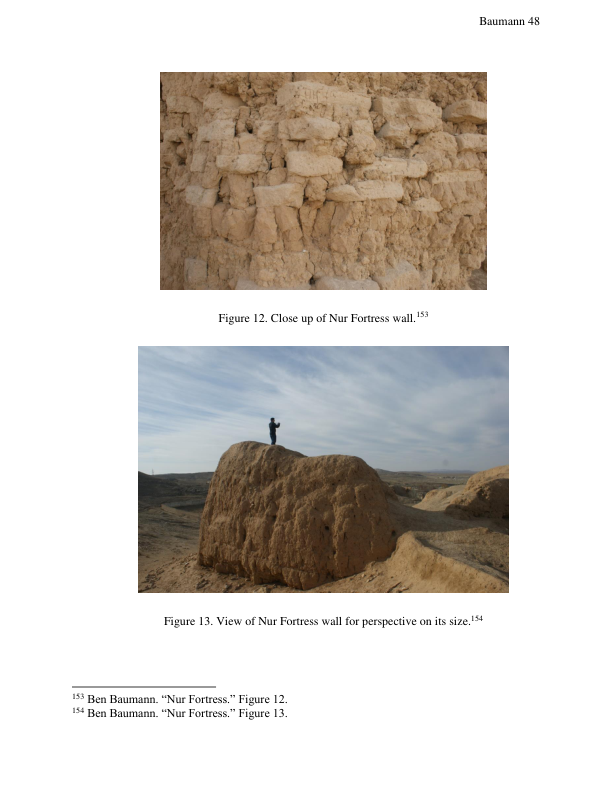 Baumann 48
Figure 12. Close up of Nur Fortress wall.153
Figure 13. View of Nur Fortress wall for perspective on its size.154
153 Ben Baumann. “Nur Fortress.” Figure 12.
154 Ben Baumann. “Nur Fortress.” Figure 13.